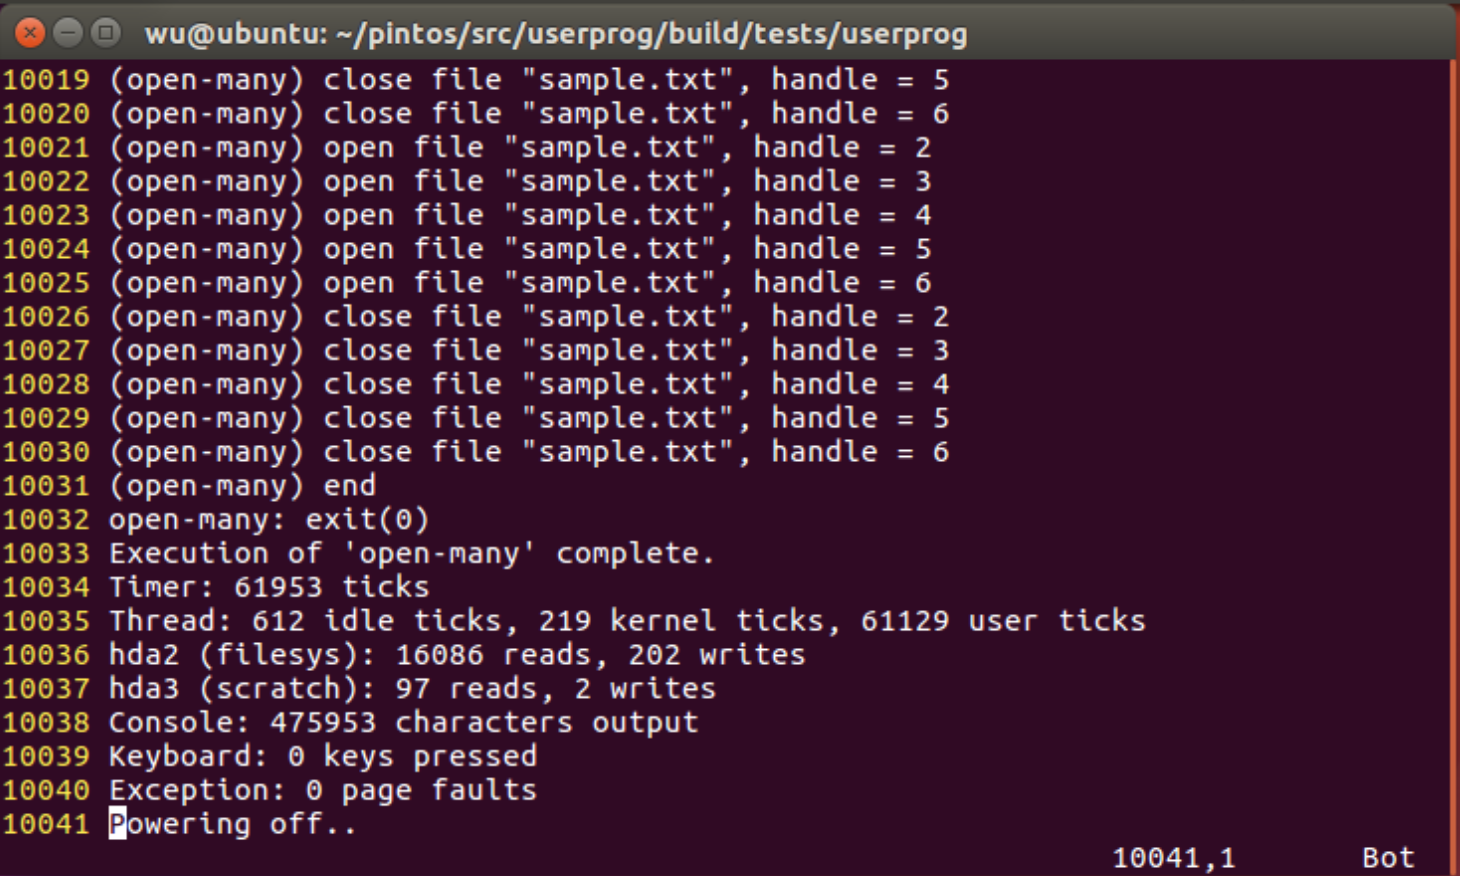 wu@ubuntu: ~/pintos/src/userprog/build/tests/userprog
10019 (open-many) close file "sample.txt", handle = 5
10020 (open-many) close file "sample.txt", handle = 6
10021 (open-many) open file "sample.txt", handle = 2
10022 (open-many) open file "sample.txt", handle = 3
10023 (open-many) open file "sample.txt", handle = 4
10024 (open-many) open file "sample.txt", handle = 5
10025 (open-many) open file "sample.txt", handle = 6
10026 (open-many) close file "sample.txt", handle = 2
10027 (open-many) close file "sample.txt", handle = 3
10028 (open-many) close file "sample.txt", handle = 4
10029 (open-many) close file "sample.txt", handle = 5
10030 (open-many) close file "sample.txt", handle = 6
10031 (open-many) end
10032 open-many: exit(0)
10033 Execution of 'open-many' complete.
10034 Timer: 61953 ticks
10035 Thread: 612 idle ticks, 219 kernel ticks, 61129 user ticks
10036 hda2 (filesys): 16086 reads, 202 writes
10037 hda3 (scratch): 97 reads, 2 writes
10038 Console: 475953 characters output
10039 Keyboard: 0 keys pressed
10040 Exception: 0 page faults
10041 Powering off..
10041,1 Bot